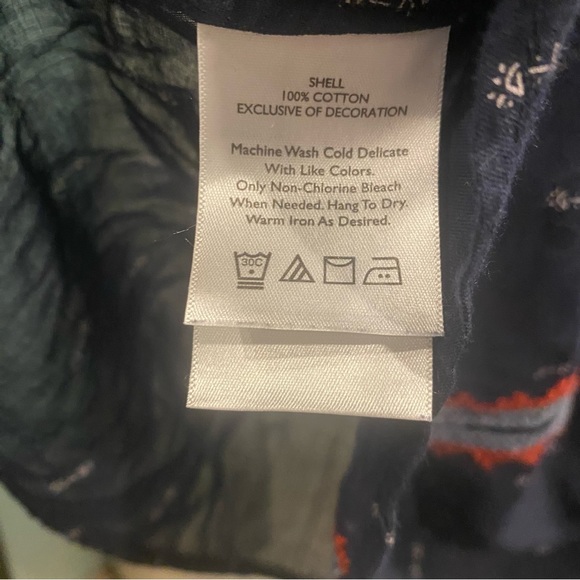 SHELL
100% COTTON
EXCLUSIVE OF DECORATION
Machine Wash Cold Delicate
With Like Colors.
Only Non-Chlorine Bleach
When Needed. Hang To Dry.
Warm Iron As Desired.
30C